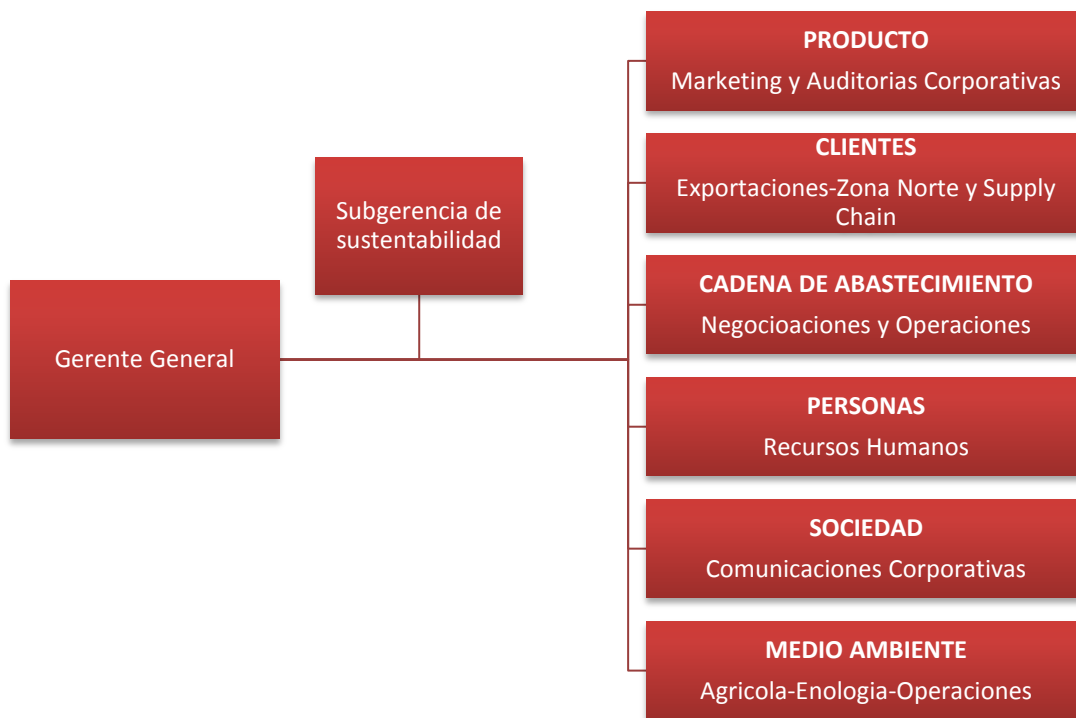 Gerente General
Subgerencia de
sustentabilidad
PRODUCTO
Marketing y Auditorias Corporativas
CLIENTES
Exportaciones-Zona Norte y Supply
Chain
CADENA DE ABASTECIMIENTO
Negocioaciones y Operaciones
PERSONAS
Recursos Humanos
SOCIEDAD
Comunicaciones Corporativas
MEDIO AMBIENTE
Agricola-Enologia-Operaciones